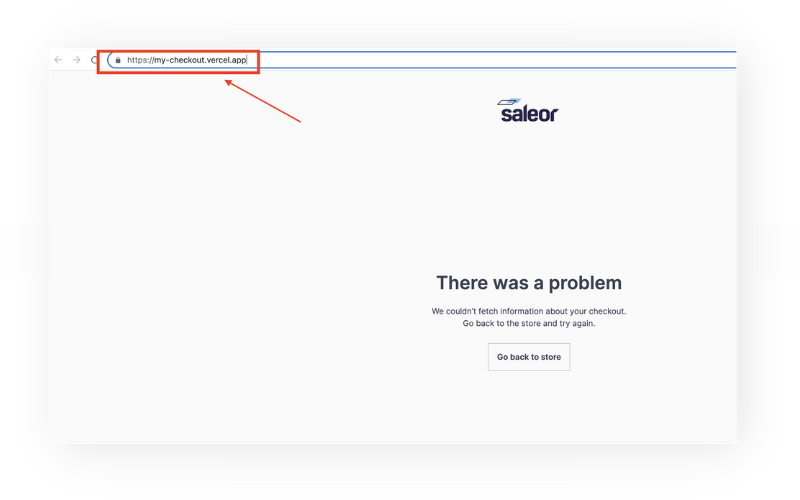 https://my-checkout.vercel.app
saleor
There was a problem
We couldn't fetch information about your checkout.
Go back to the store and try again.
Go back to store